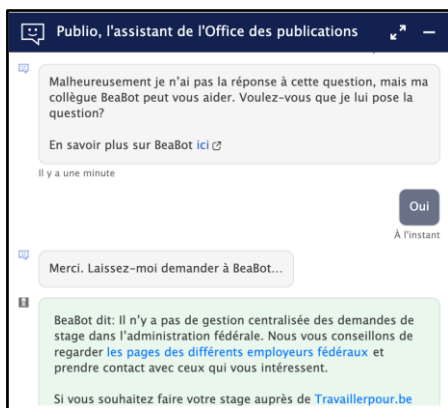 Publio, l'assistant de l'Office des publications
Malheureusement je n'ai pas la réponse à cette question, mais ma
collègue BeaBot peut vous aider. Voulez-vous que je lui pose la
question?
En savoir plus sur BeaBot ici
Il y a une minute
Oui
À l'instant
Merci. Laissez-moi demander à BeaBot...
BeaBot dit: Il n'y a pas de gestion centralisée des demandes de
stage dans l'administration fédérale. Nous vous conseillons de
regarder les pages des différents employeurs fédéraux et
prendre contact avec ceux qui vous intéressent.
Si vous souhaitez faire votre stage auprès de Travaillerpour.be